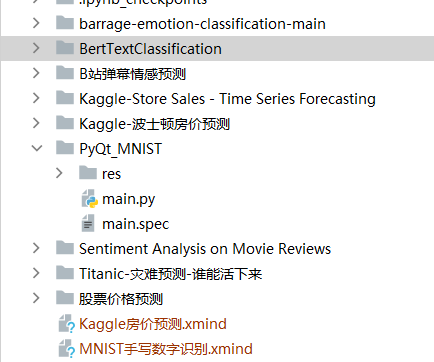 .ipynb_checkpoints
barrage-emotion-classification-main
BertTextClassification
B站弹幕情感预测
Kaggle-Store Sales - Time Series Forecasting
Kaggle-波士顿房价预测
PyQt_MNIST
res
main.py
main.spec
Sentiment Analysis on Movie Reviews
Titanic-灾难预测-谁能活下来
股票价格预测
Kaggle房价预测.xmind
MNIST手写数字识别.xmind